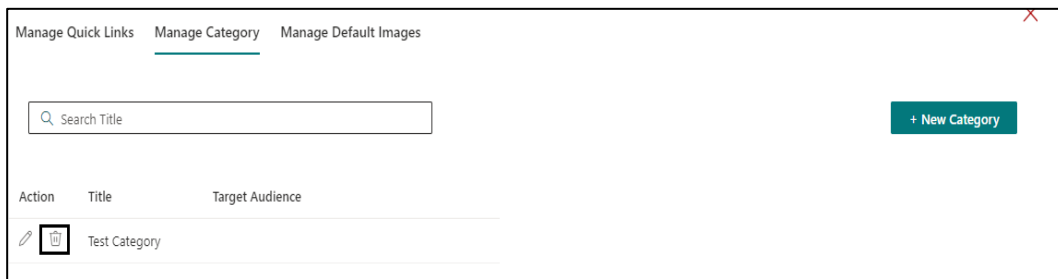 Manage Quick Links Manage Category Manage Default Images
Search Title
+ New Category
Action Title Target Audience
Test Category